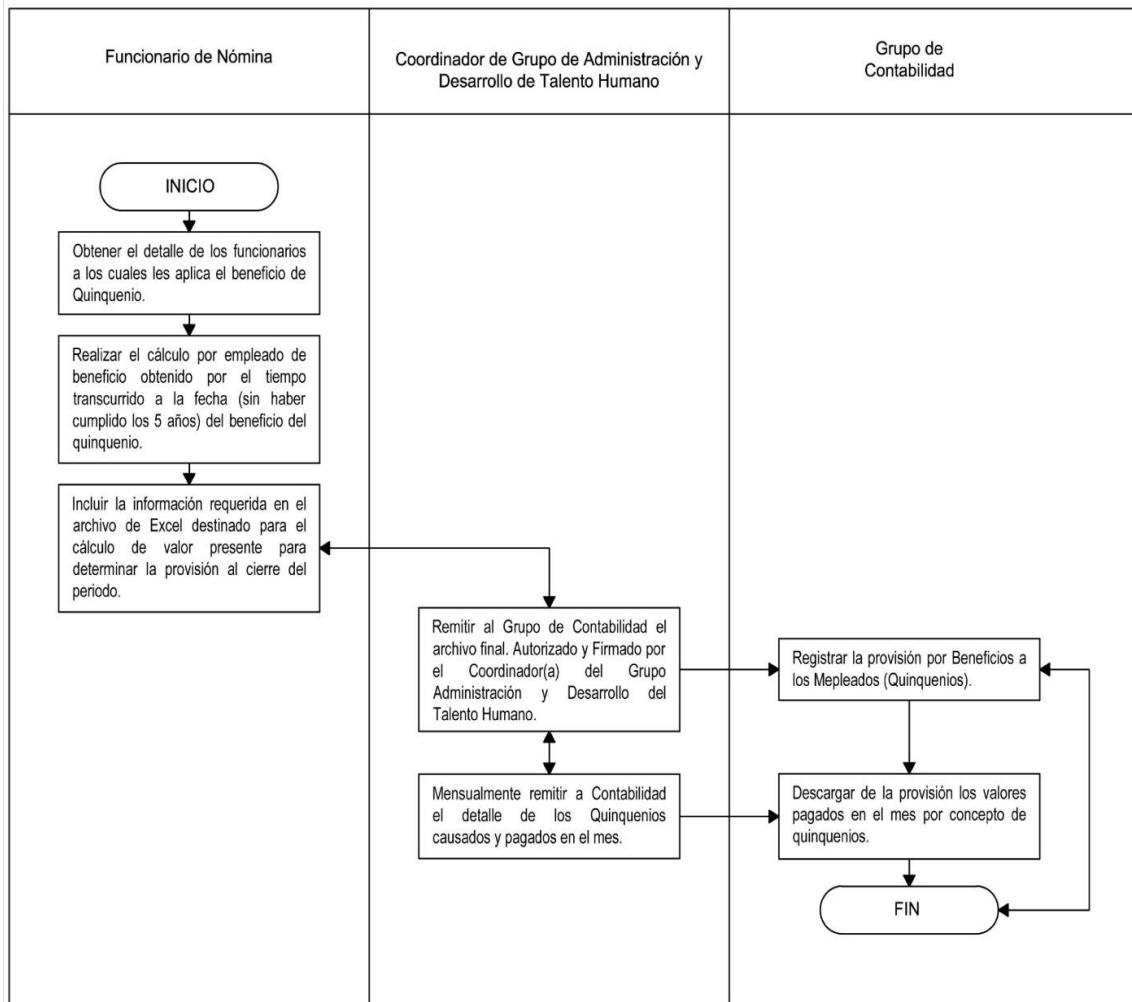 Funcionario de Nómina
Coordinador de Grupo de Administración y
Desarrollo de Talento Humano
Grupo de
Contabilidad
INICIO
Obtener el detalle de los funcionarios
a los cuales les aplica el beneficio de
Quinquenio.
Realizar el cálculo por empleado de
beneficio obtenido por el tiempo
transcurrido a la fecha (sin haber
cumplido los 5 años) del beneficio del
quinquenio.
Incluir la información requerida en el
archivo de Excel destinado para el
cálculo de valor presente para
determinar la provisión al cierre del
periodo.
Remitir al Grupo de Contabilidad el
archivo final. Autorizado y Firmado por
el Coordinador(a) del Grupo
Administración y Desarrollo del
Talento Humano.
Registrar la provisión por Beneficios a
los Mepleados (Quinquenios).
Mensualmente remitir a Contabilidad
el detalle de los Quinquenios
causados y pagados en el mes.
Descargar de la provisión los valores
pagados en el mes por concepto de
quinquenios.
FIN